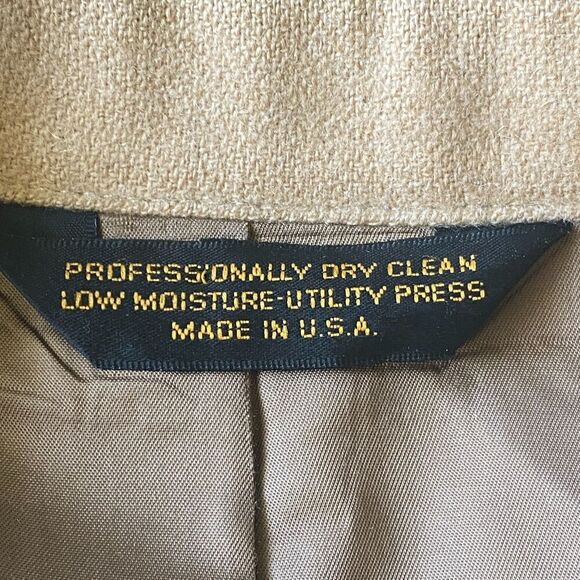 PROFESSIONALLY DRY CLEAN
LOW MOISTURE-UTILITY PRESS
MADE IN U.S.A.